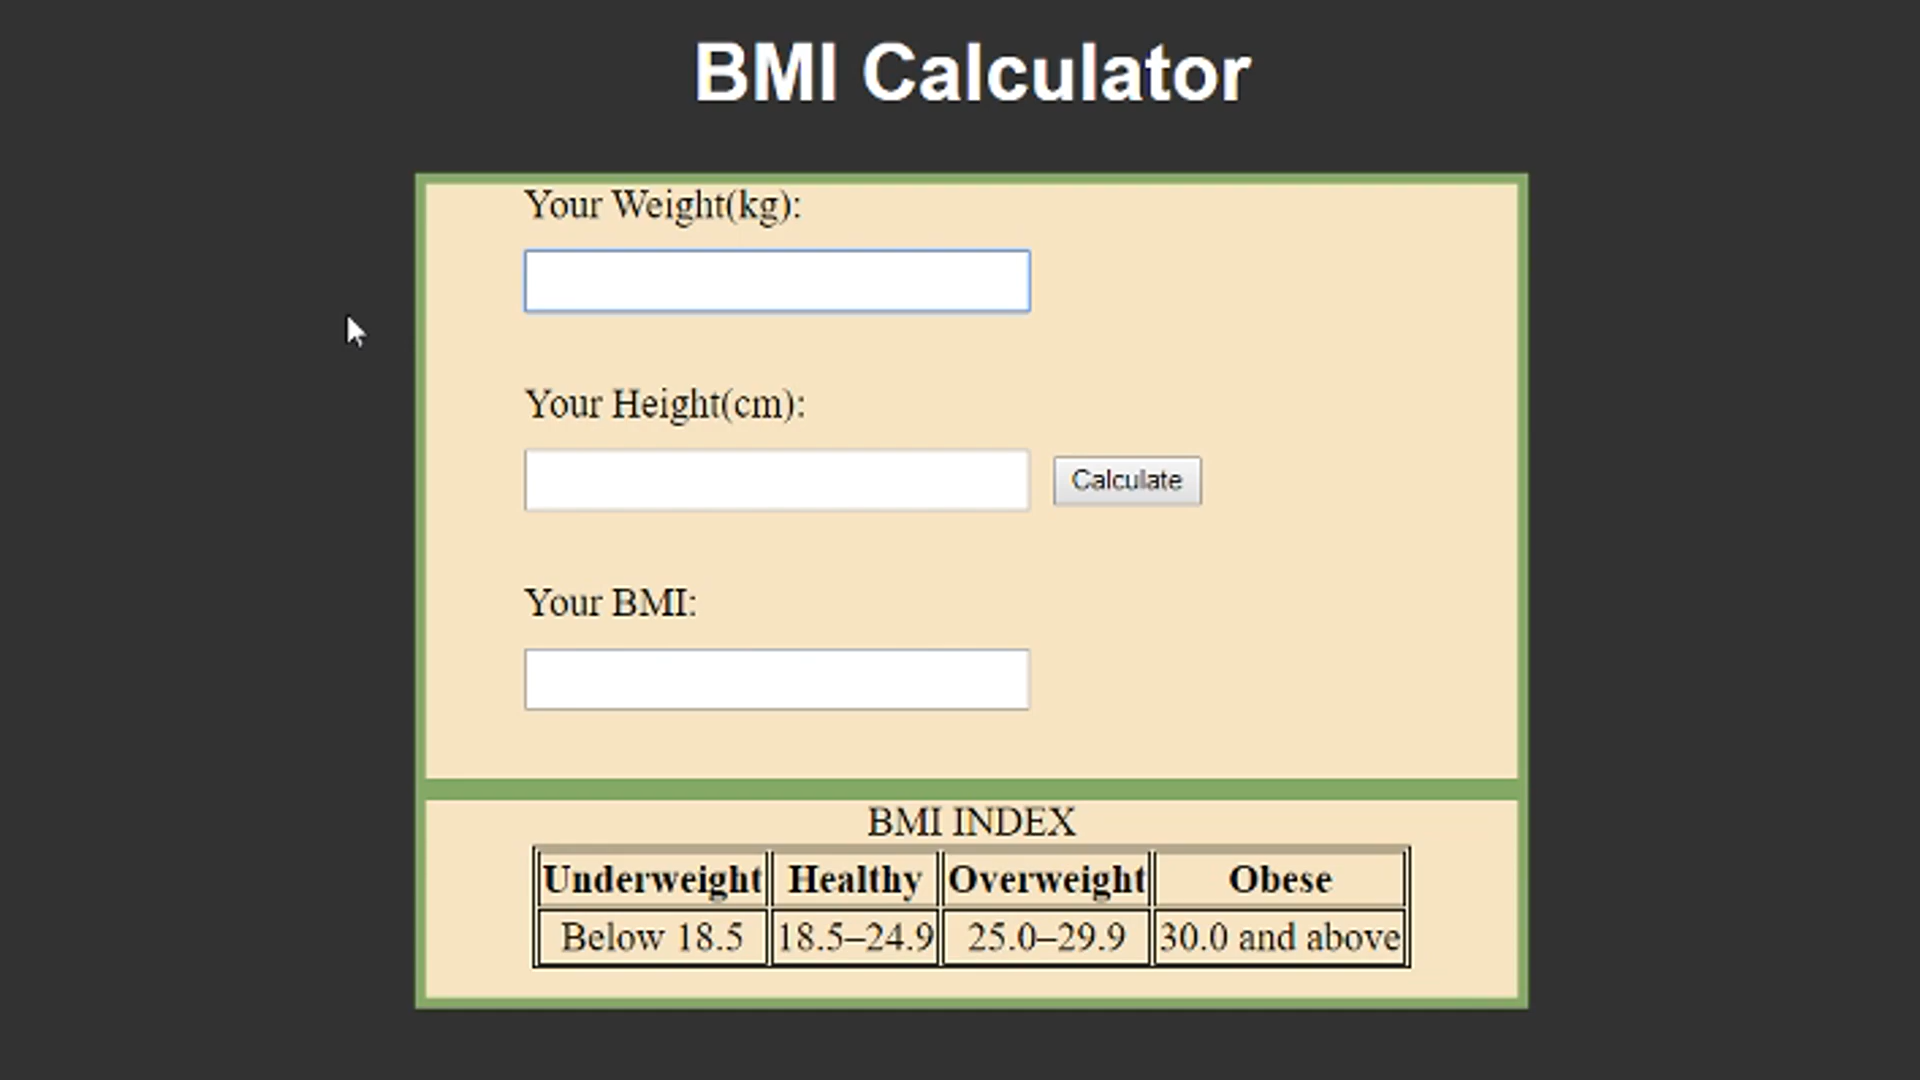 BMI Calculator
Your Weight(kg):
Your Height(cm):
Calculate
Your BMI:
BMI INDEX
Underweight Healthy Overweight Obese
Below 18.5 18.5–24.9 25.0–29.9 30.0 and above